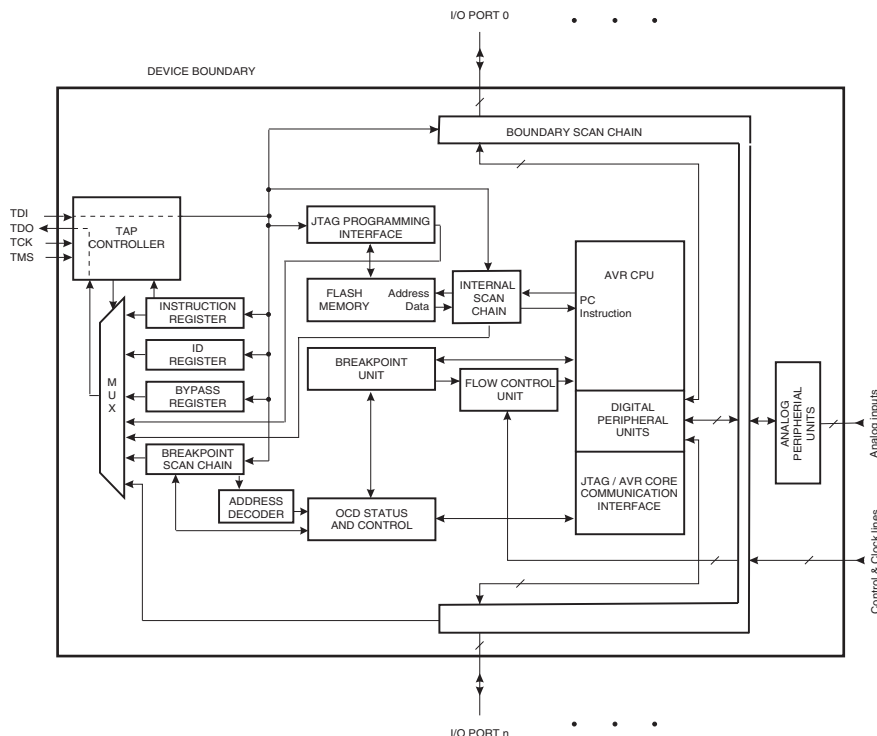 I/O PORT 0
DEVICE BOUNDARY
BOUNDARY SCAN CHAIN
TDI
TDO
TCK
TMS
TAP
CONTROLLER
JTAG PROGRAMMING
INTERFACE
AVR CPU
FLASH
MEMORY
Address
Data
INTERNAL
SCAN
CHAIN
PC
Instruction
INSTRUCTION
REGISTER
ID
REGISTER
M
U
X
BREAKPOINT
UNIT
FLOW CONTROL
UNIT
BYPASS
REGISTER
DIGITAL
PERIPHERAL
UNITS
ANALOG
PERIPHERIAL
UNITS
Analog inputs
BREAKPOINT
SCAN CHAIN
JTAG / AVR CORE
COMMUNICATION
INTERFACE
ADDRESS
DECODER
OCD STATUS
AND CONTROL
Control & Clock lines
I/O PORT n